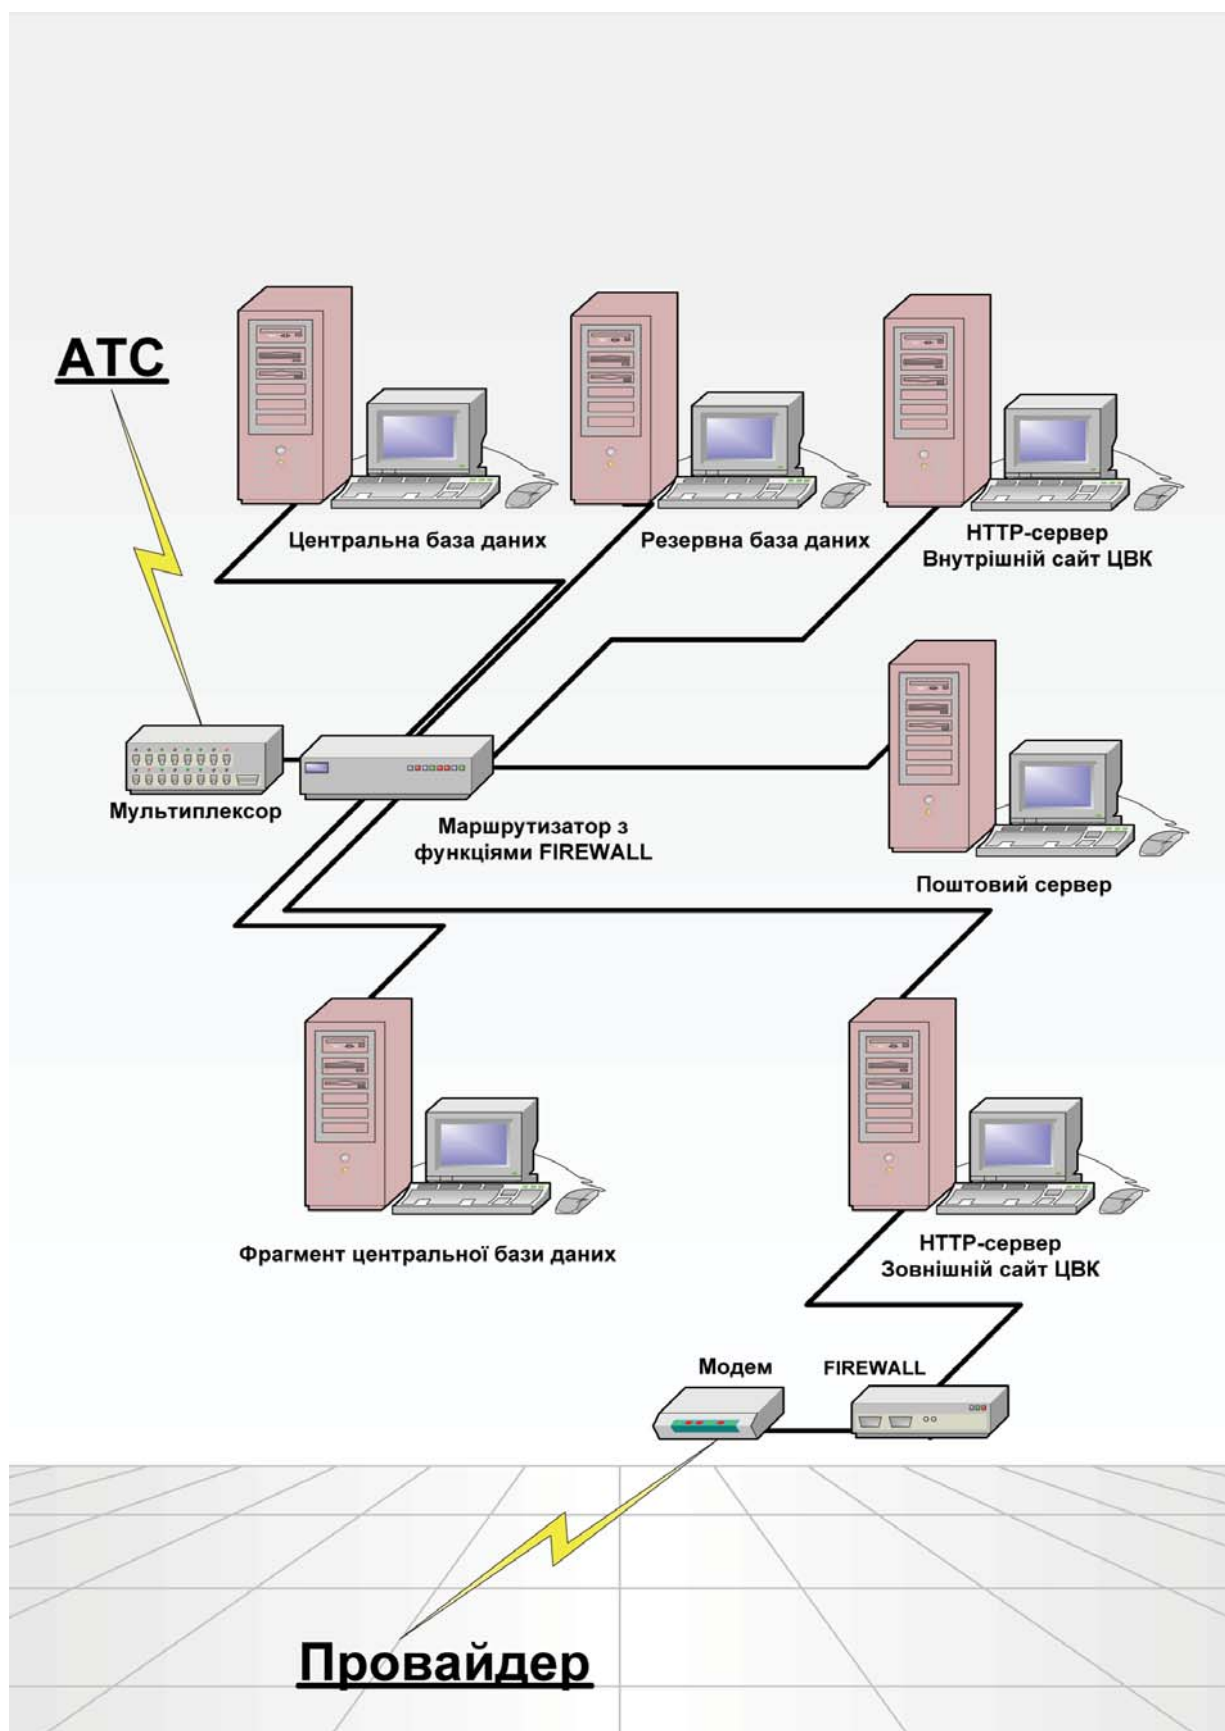 АТС
Центральна база даних
Резервна база даних
HTTP-сервер
Внутрішній сайт ЦВК
Мультиплексор
Маршрутизатор з
функціями FIREWALL
Поштовий сервер
Фрагмент центральної бази даних
HTTP-сервер
Зовнішній сайт ЦВК
Модем
FIREWALL
Провайдер